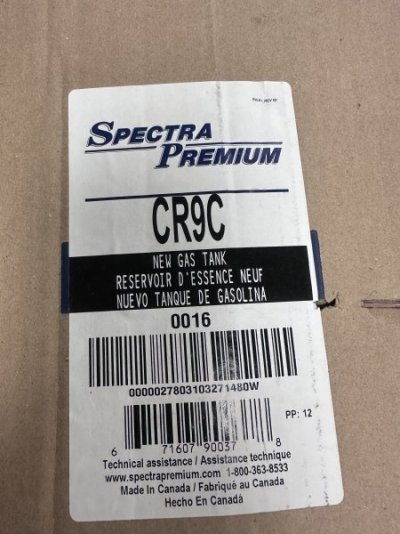 SPECTRA
PREMIUM
CR9C
NEW GAS TANK
RESERVOIR D'ESSENCE NEUF
NUEVO TANQUE DE GASOLINA
0016
0000027803103271480W
PP: 12
6 71607 90037 8
Technical assistance / Assistance technique
www.spectrapremium.com 1-800-363-8533
Made In Canada / Fabriqué au Canada
Hecho En Canadá